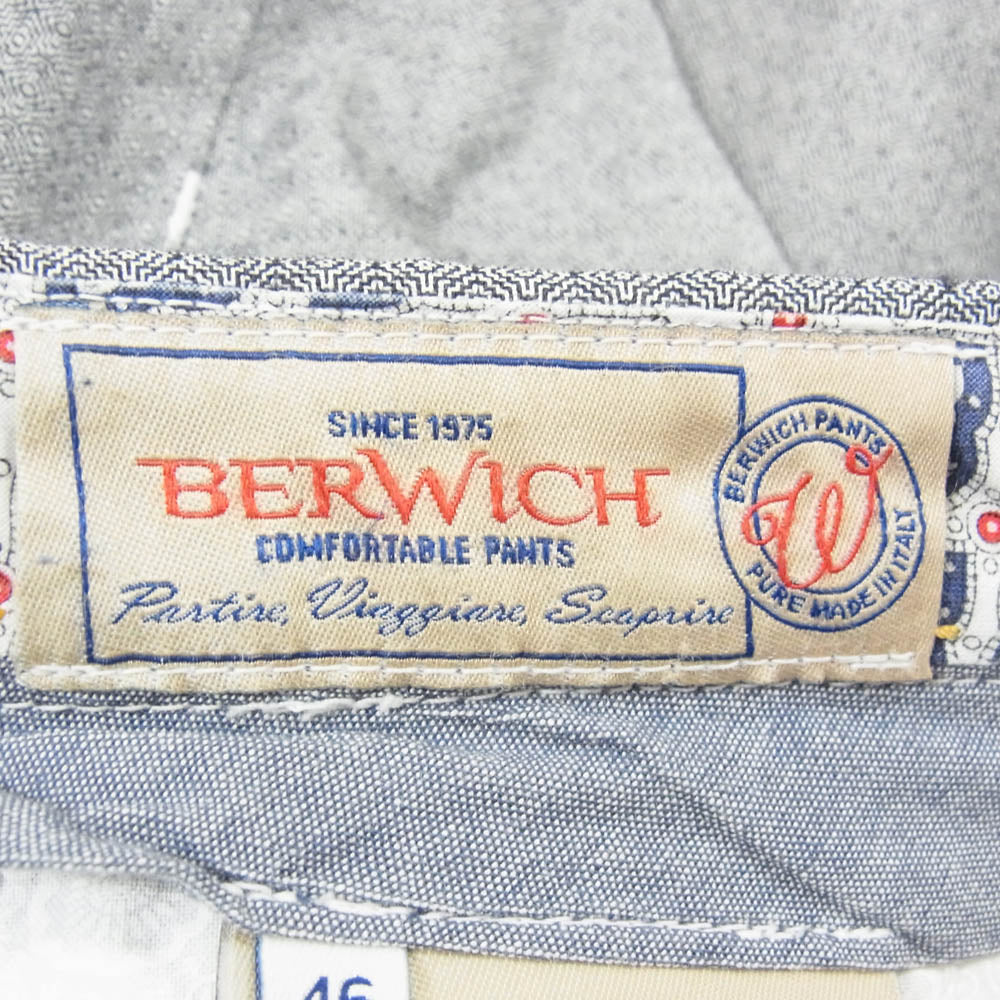 SINCE 1975
BERWICH
COMFORTABLE PANTS
Partire, Viaggiare, Scoprire
BERWICH PANTS
W
PURE MADE IN ITALY
46